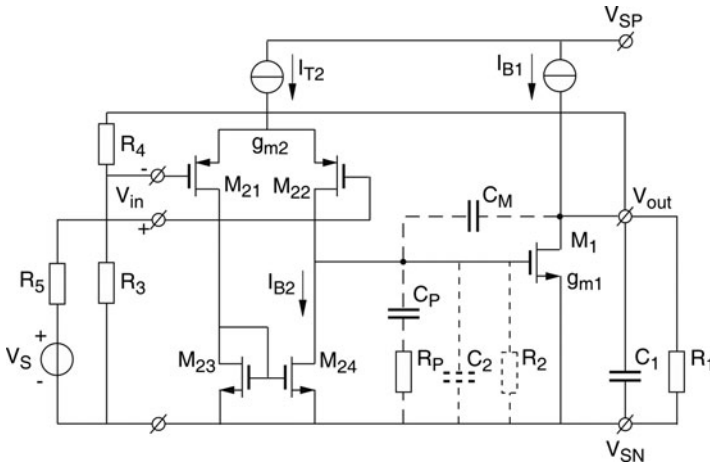 V_SP
I_T2
I_B1
R_4
g_m2
-
V_in
M_21
M_22
C_M
V_out
+
M_1
R_5
R_3
I_B2
C_P
g_m1
+
V_S
-
M_23
M_24
R_P
C_2
R_2
C_1
R_1
V_SN